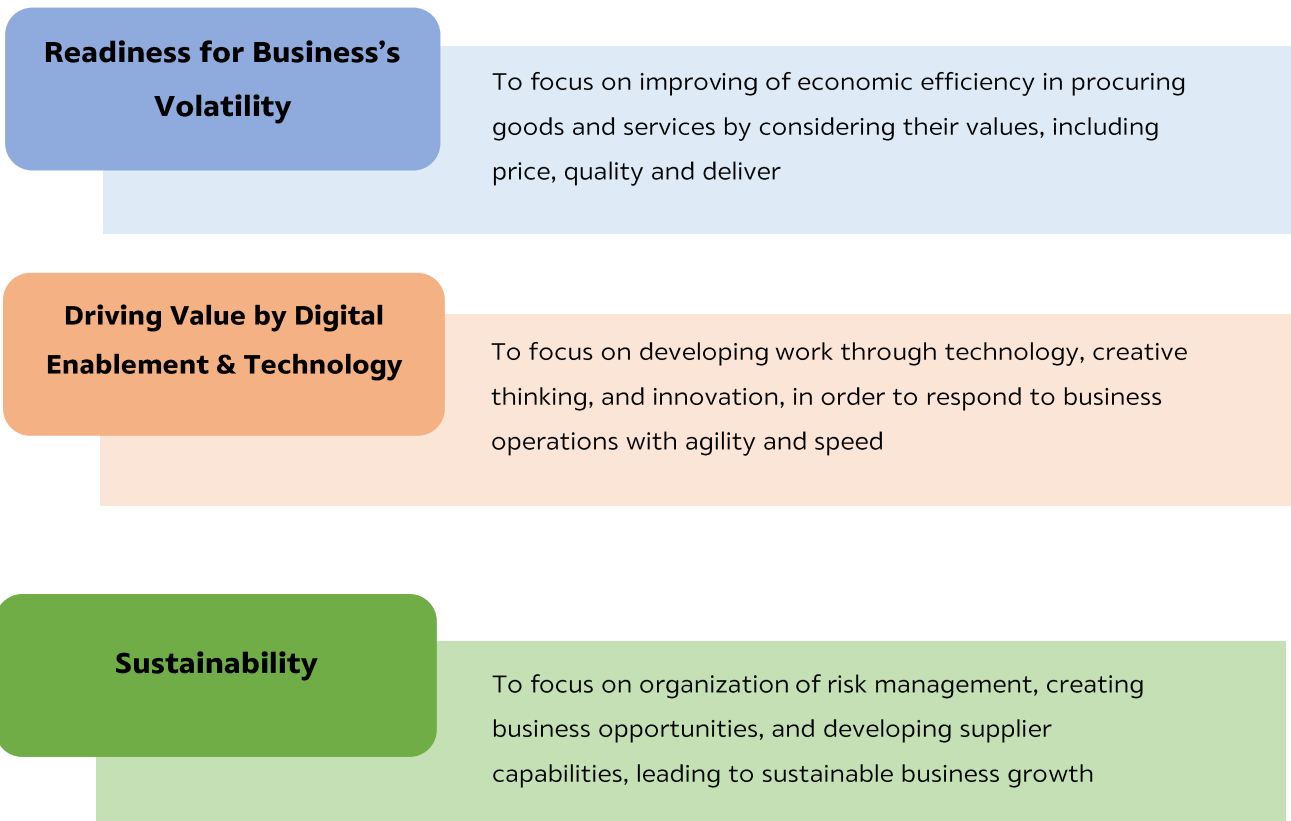 Readiness for Business’s
Volatility
To focus on improving of economic efficiency in procuring
goods and services by considering their values, including
price, quality and deliver
Driving Value by Digital
Enablement & Technology
To focus on developing work through technology, creative
thinking, and innovation, in order to respond to business
operations with agility and speed
Sustainability
To focus on organization of risk management, creating
business opportunities, and developing supplier
capabilities, leading to sustainable business growth